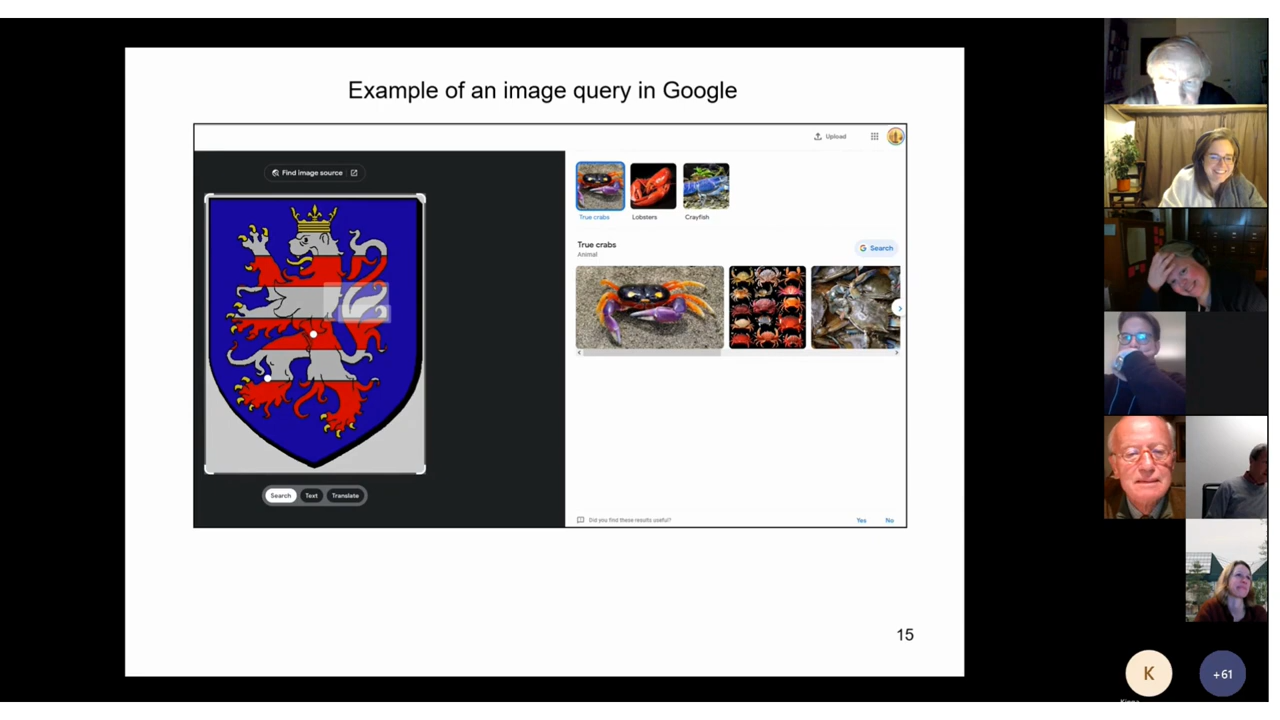 Example of an image query in Google
Upload
Find image source
True crabs
Lobsters
Crayfish
True crabs
Animal
Search
Search
Text
Translate
Did you find these results useful?
Yes
No
15
K
+61